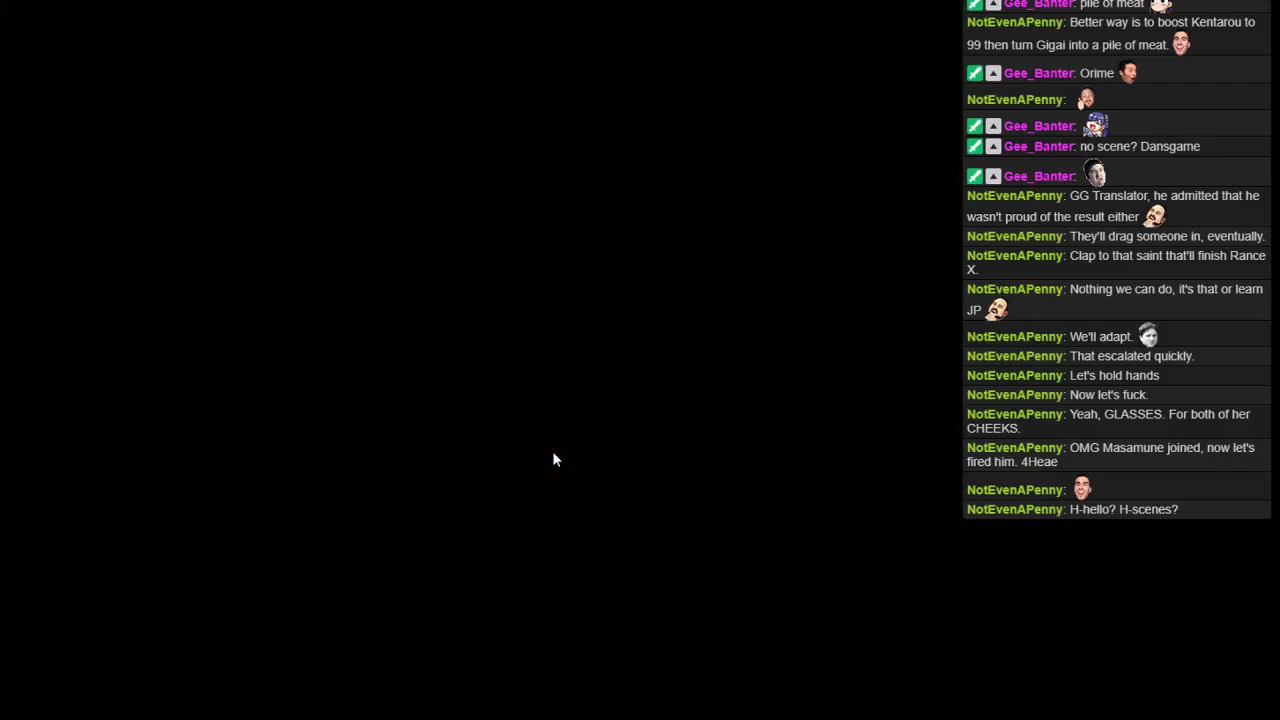 Gee_Banter: pile of meat
NotEvenAPenny: Better way is to boost Kentarou to
99 then turn Gigai into a pile of meat.
Gee_Banter: Orime
NotEvenAPenny:
Gee_Banter:
Gee_Banter: no scene? Dansgame
Gee_Banter:
NotEvenAPenny: GG Translator, he admitted that he
wasn't proud of the result either
NotEvenAPenny: They'll drag someone in, eventually.
NotEvenAPenny: Clap to that saint that'll finish Rance
X.
NotEvenAPenny: Nothing we can do, it's that or learn
JP
NotEvenAPenny: We'll adapt.
NotEvenAPenny: That escalated quickly.
NotEvenAPenny: Let's hold hands
NotEvenAPenny: Now let's fuck.
NotEvenAPenny: Yeah, GLASSES. For both of her
CHEEKS.
NotEvenAPenny: OMG Masamune joined, now let's
fired him. 4Heae
NotEvenAPenny:
NotEvenAPenny: H-hello? H-scenes?